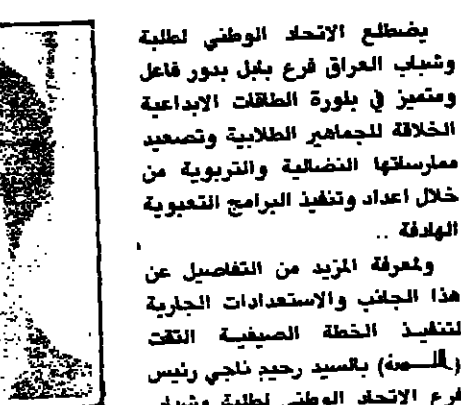 يضطلع الاتحاد الوطني لطلبة
وشباب العراق فرع بابل بدور فاعل
ومتميز في بلورة الطاقات الابداعية
الخلاقة للجماهير الطلابية وتصعيد
ممارساتها النضالية والتربوية من
خلال اعداد وتنفيذ البرامج التعبوية
الهادفة ..
ولمعرفة المزيد من التفاصيل عن
هذا الجانب والاستعدادات الجارية
لتنفيذ الخطة الصيفية التقت
بالسيد رحيم ناجي رئيس
فرع الاتحاد الوطني لطلبة وشباب